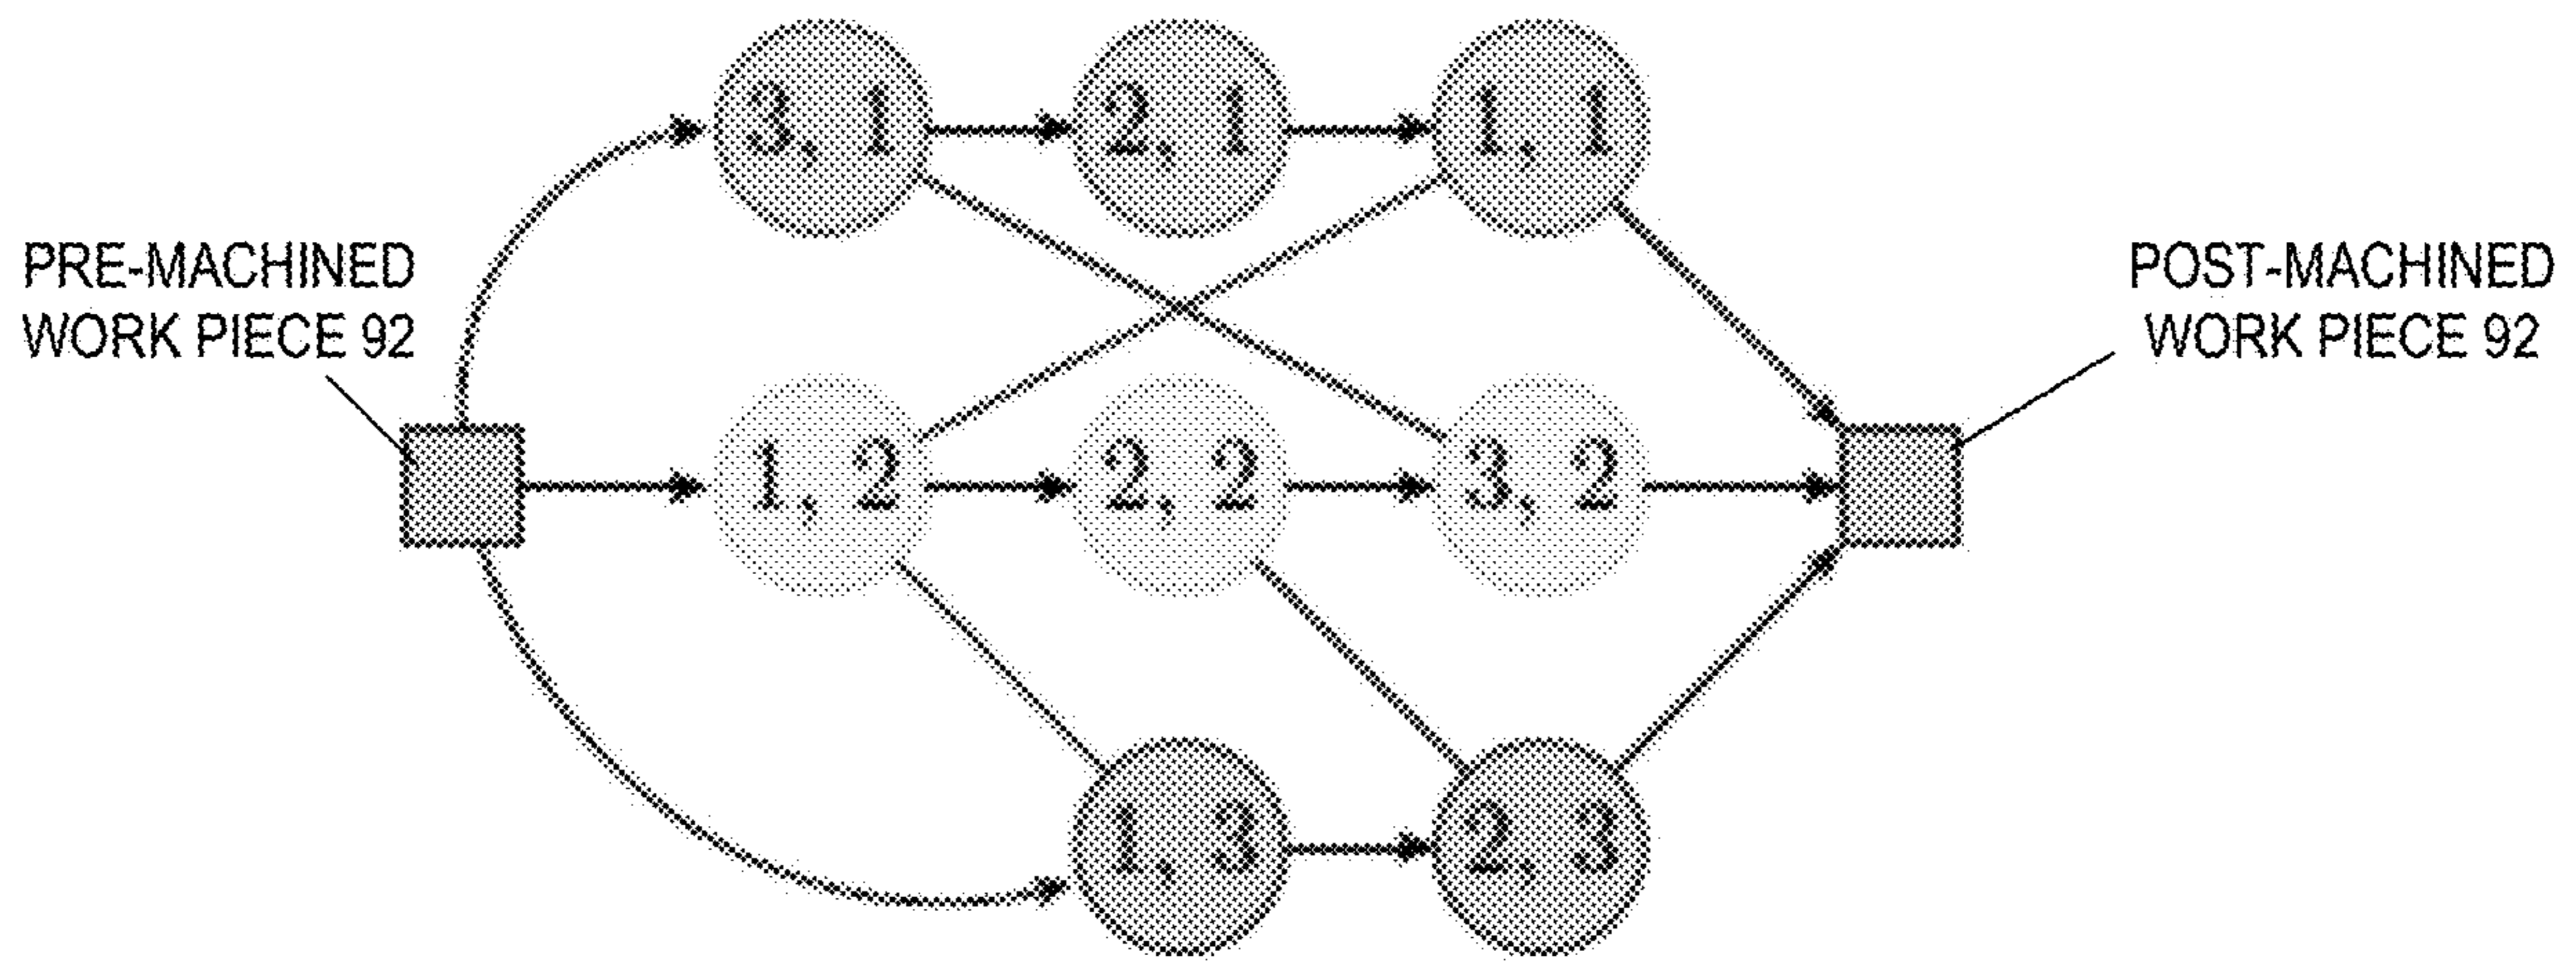 3, 1
2, 1
1, 1
PRE-MACHINED
WORK PIECE 92
POST-MACHINED
WORK PIECE 92
1, 2
2, 2
3, 2
1, 3
2, 3